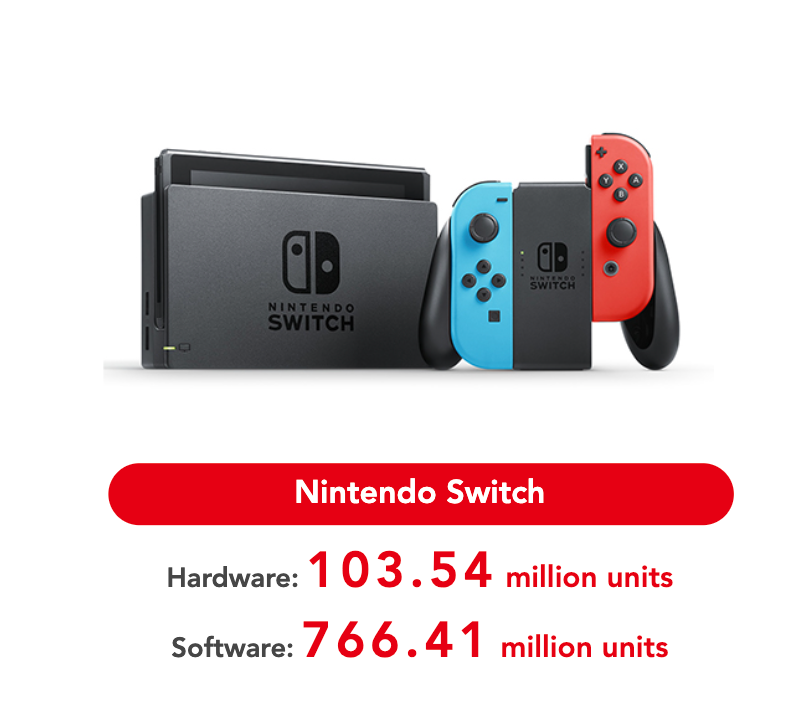 NINTENDO
SWITCH
NINTENDO
SWITCH
X
Y
A
B
Nintendo Switch
Hardware: 103.54 million units
Software: 766.41 million units